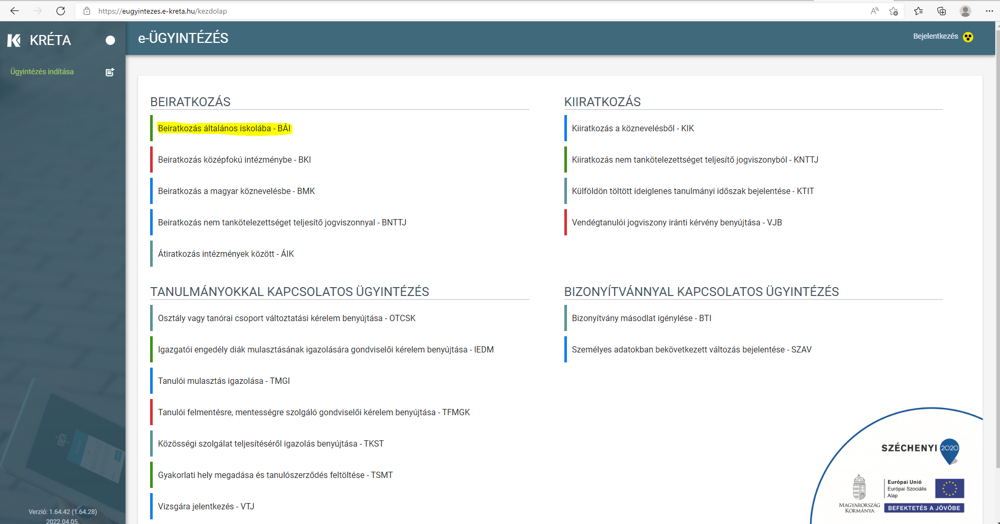 https://eugyintezes.e-kreta.hu/kezdolap
KRÉTA
Ügyintézés indítása
e-ÜGYINTÉZÉS
Bejelentkezés
BEIRATKOZÁS
Beiratkozás általános iskolába - BÁI
Beiratkozás középfokú intézménybe - BKI
Beiratkozás a magyar köznevelésbe - BMK
Beiratkozás nem tankötelezettséget teljesítő jogviszonnyal - BNTTJ
Átiratkozás intézmények között - ÁIK
KIIRATKOZÁS
Kiiratkozás a köznevelésből - KIK
Kiiratkozás nem tankötelezettséget teljesítő jogviszonyból - KNTTJ
Külföldön töltött ideiglenes tanulmányi időszak bejelentése - KTIT
Vendégtanulói jogviszony iránti kérvény benyújtása - VJB
TANULMÁNYOKKAL KAPCSOLATOS ÜGYINTÉZÉS
Osztály vagy tanórai csoport változtatási kérelem benyújtása - OTCSK
Igazgatói engedély diák mulasztásának igazolására gondviselői kérelem benyújtása - IEDM
Tanulói mulasztás igazolása - TMGI
Tanulói felmentésre, mentességre szolgáló gondviselői kérelem benyújtása - TFMGK
Közösségi szolgálat teljesítéséről igazolás benyújtása - TKST
Gyakorlati hely megadása és tanulószerződés feltöltése - TSMT
Vizsgára jelentkezés - VTJ
BIZONYÍTVÁNNYAL KAPCSOLATOS ÜGYINTÉZÉS
Bizonyítvány másodlat igénylése - BTI
Személyes adatokban bekövetkezett változás bejelentése - SZAV
SZÉCHENYI 2020
MAGYARORSZÁG
KORMÁNYA
Európai Unió
Európai Szociális
Alap
BEFEKTETÉS A JÖVŐBE
KRÉTA
Verzió: 1.64.42 (1.64.28)
2022.04.05.